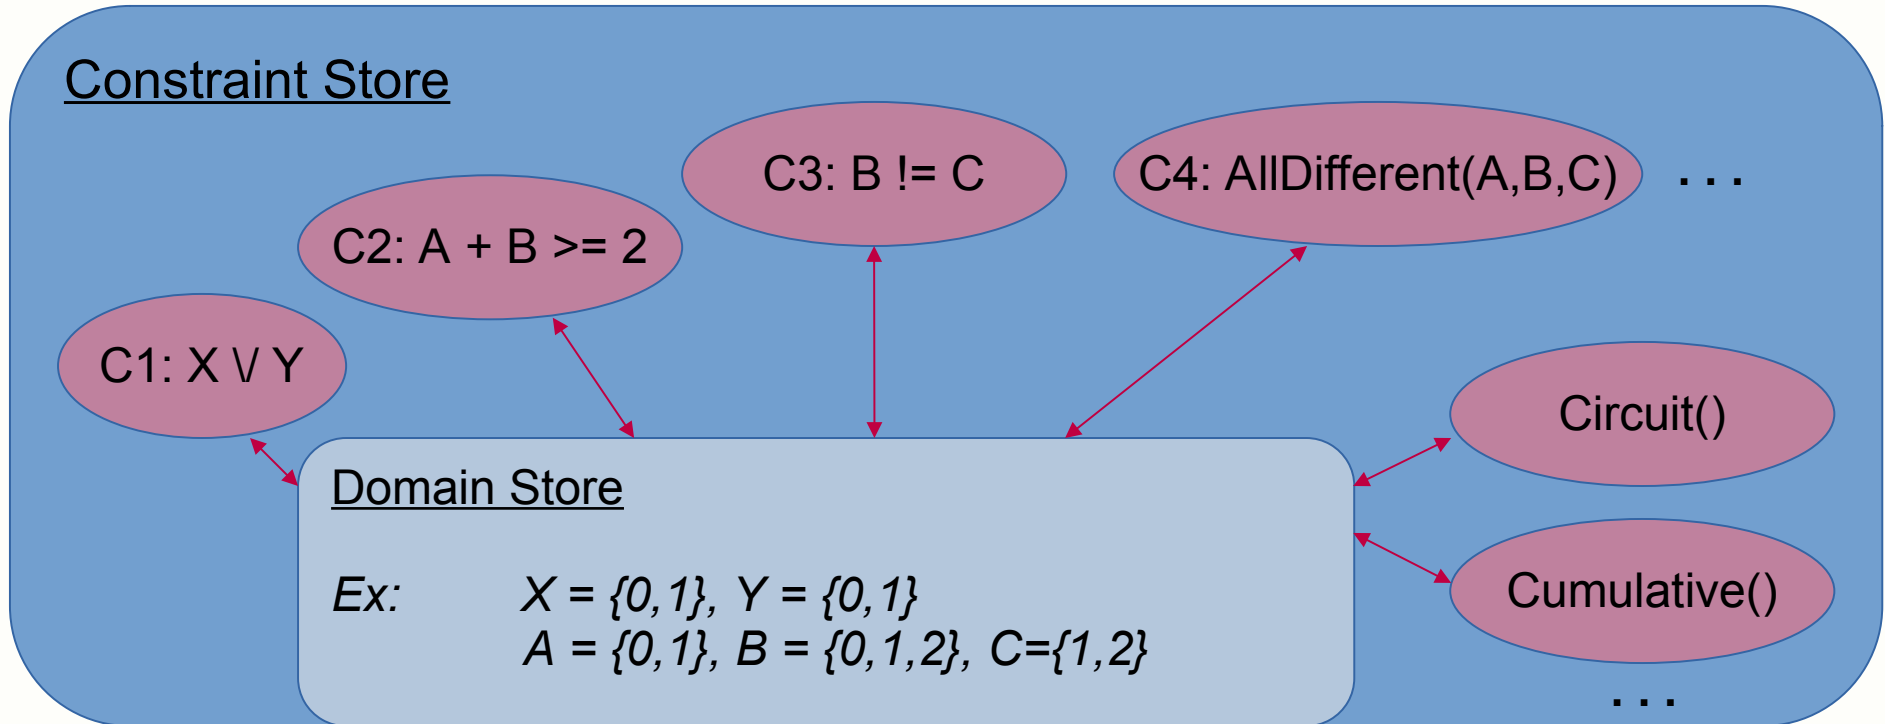 Constraint Store
C3: B != C
C4: AllDifferent(A,B,C)
. . .
C2: A + B >= 2
C1: X \/ Y
Circuit()
Domain Store
Ex: X = {0,1}, Y = {0,1}
A = {0,1}, B = {0,1,2}, C={1,2}
Cumulative()
. . .